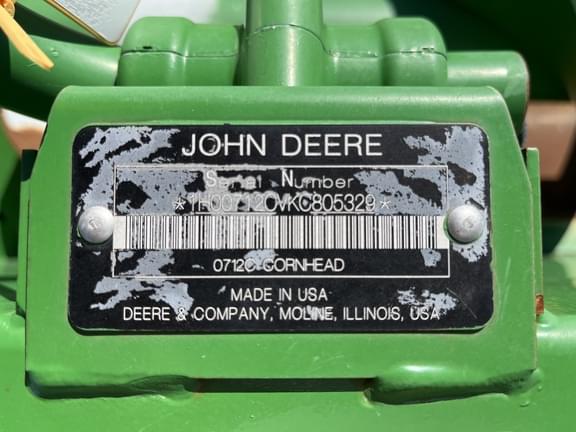 JOHN DEERE
Serial Number
*1H00712CVKC805329*
0712C CORNHEAD
MADE IN USA
DEERE & COMPANY, MOLINE, ILLINOIS, USA